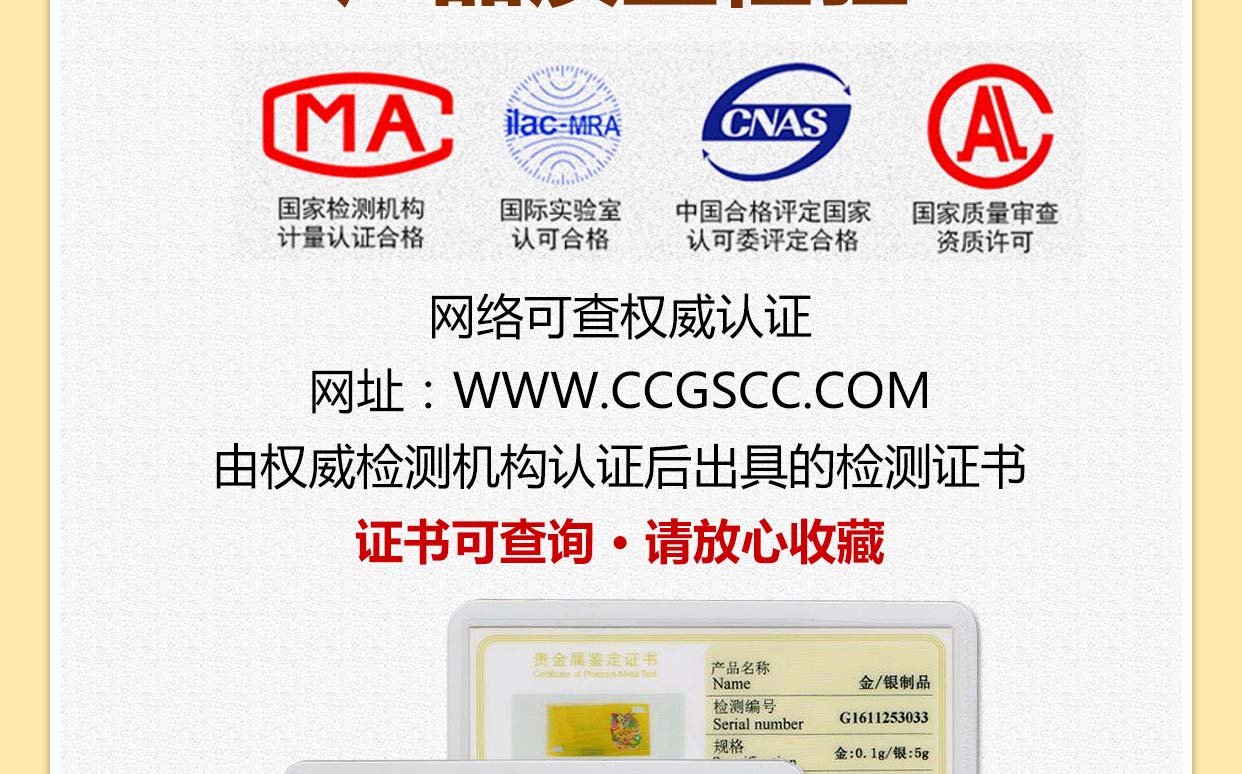 MA
国家检测机构
计量认证合格
ilac-MRA
国际实验室
认可合格
CNAS
中国合格评定国家
认可委评定合格
AL
国家质量审查
资质许可
网络可查权威认证
网址：WWW.CCGSCC.COM
由权威检测机构认证后出具的检测证书
证书可查询·请放心收藏
贵金属鉴定证书
Certificate of Precious Metal Test
产品名称
Name 金/银制品
检测编号
Serial number G1611253033
规格
金:0.1g/银:5g